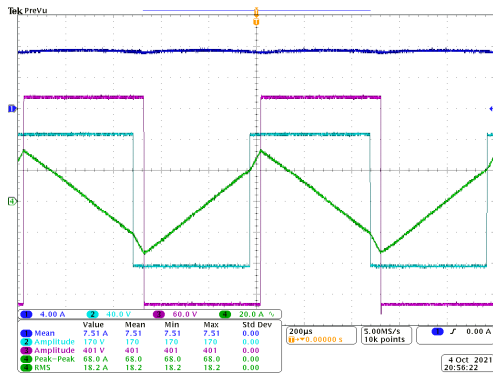 Tek PreVu
T
T
1
4
1 4.00 A 2 40.0 V 3 60.0 V 4 20.0 A ∿
Value Mean Min Max Std Dev
1 Mean 7.51 A 7.51 7.51 7.51 0.00
2 Amplitude 170 V 170 170 170 0.00
3 Amplitude 401 V 401 401 401 0.00
4 Peak-Peak 68.0 A 68.0 68.0 68.0 0.00
4 RMS 18.2 A 18.2 18.2 18.2 0.00
200µs
T→▼0.00000 s
5.00MS/s
10k points
1 ∫ 0.00 A
4 Oct 2021
20:56:22